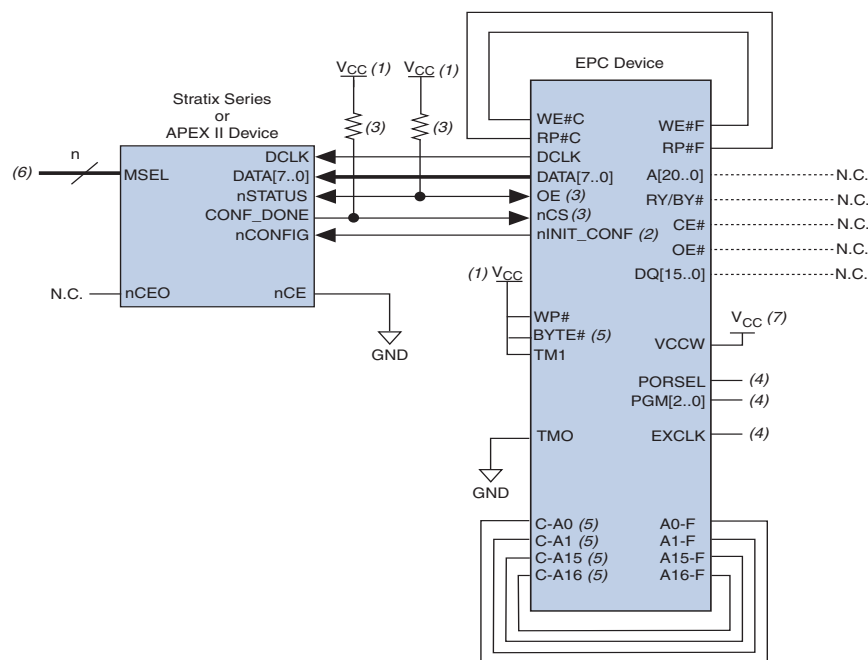 Stratix Series
or
APEX II Device
EPC Device
VCC (1)
VCC (1)
(3)
(3)
n
(6)
MSEL
DCLK
DATA[7..0]
nSTATUS
CONF_DONE
nCONFIG
N.C.
nCEO
nCE
GND
WE#C
RP#C
DCLK
DATA[7..0]
OE (3)
nCS (3)
nINIT_CONF (2)
(1) VCC
WP#
BYTE# (5)
TM1
TMO
GND
C-A0 (5)
C-A1 (5)
C-A15 (5)
C-A16 (5)
WE#F
RP#F
A[20..0]
N.C.
RY/BY#
N.C.
CE#
N.C.
OE#
N.C.
DQ[15..0]
N.C.
VCC (7)
VCCW
PORSEL
(4)
PGM[2..0]
(4)
EXCLK
(4)
A0-F
A1-F
A15-F
A16-F